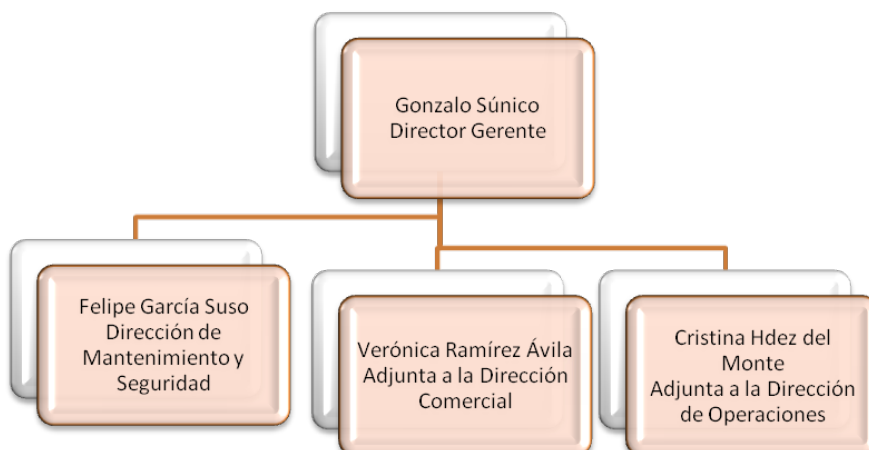 Gonzalo Súnico
Director Gerente
Felipe García Suso
Dirección de
Mantenimiento y
Seguridad
Verónica Ramírez Ávila
Adjunta a la Dirección
Comercial
Cristina Hdez del
Monte
Adjunta a la Dirección
de Operaciones